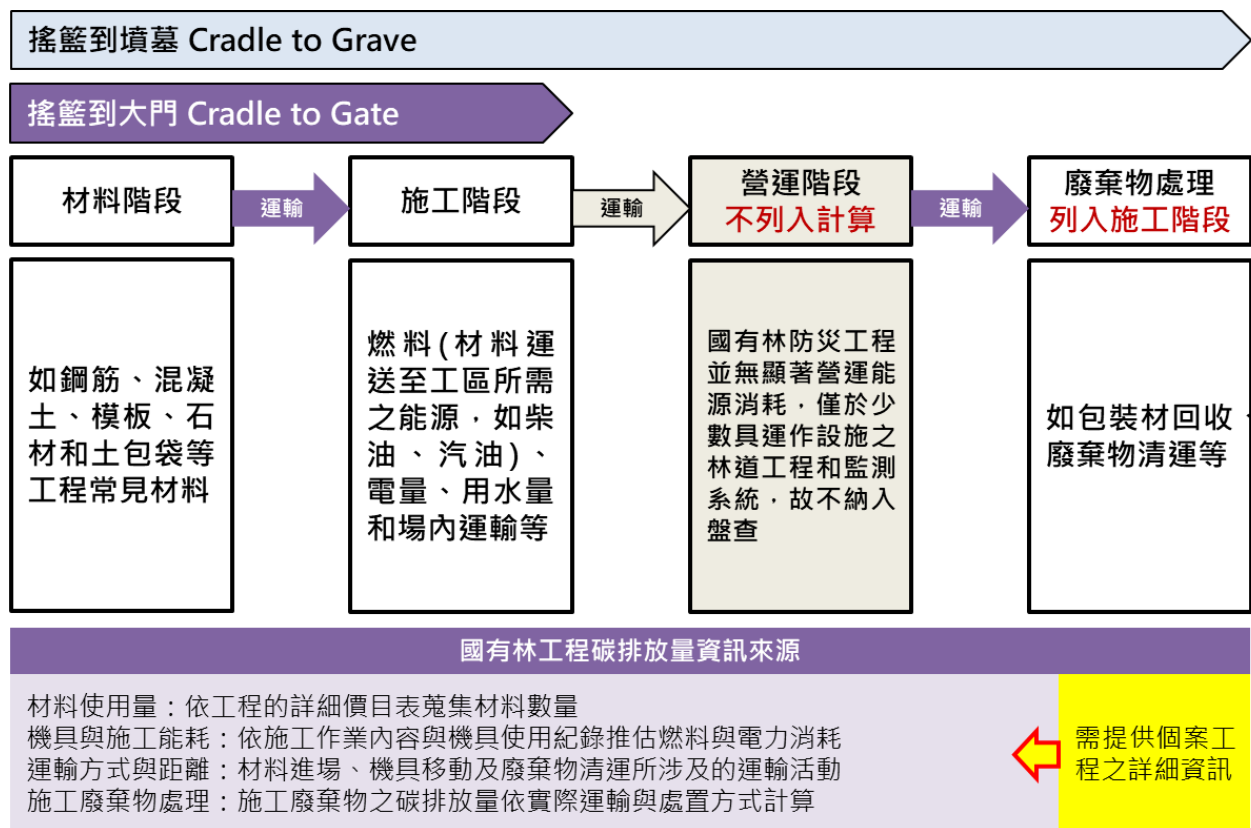 搖籃到墳墓 Cradle to Grave
搖籃到大門 Cradle to Gate
材料階段
運輸
施工階段
運輸
營運階段
不列入計算
運輸
廢棄物處理
列入施工階段
如鋼筋、混凝
土、模板、石
材和土包袋等
工程常見材料
燃料(材料運
送至工區所需
之能源，如柴
油、汽油)、
電量、用水量
和場內運輸等
國有林防災工程
並無顯著營運能
源消耗，僅於少
數具運作設施之
林道工程和監測
系統，故不納入
盤查
如包裝材回收、
廢棄物清運等
國有林工程碳排放量資訊來源
材料使用量：依工程的詳細價目表蒐集材料數量
機具與施工能耗：依施工作業內容與機具使用紀錄推估燃料與電力消耗
運輸方式與距離：材料進場、機具移動及廢棄物清運所涉及的運輸活動
施工廢棄物處理：施工廢棄物之碳排放量依實際運輸與處置方式計算
需提供個案工
程之詳細資訊